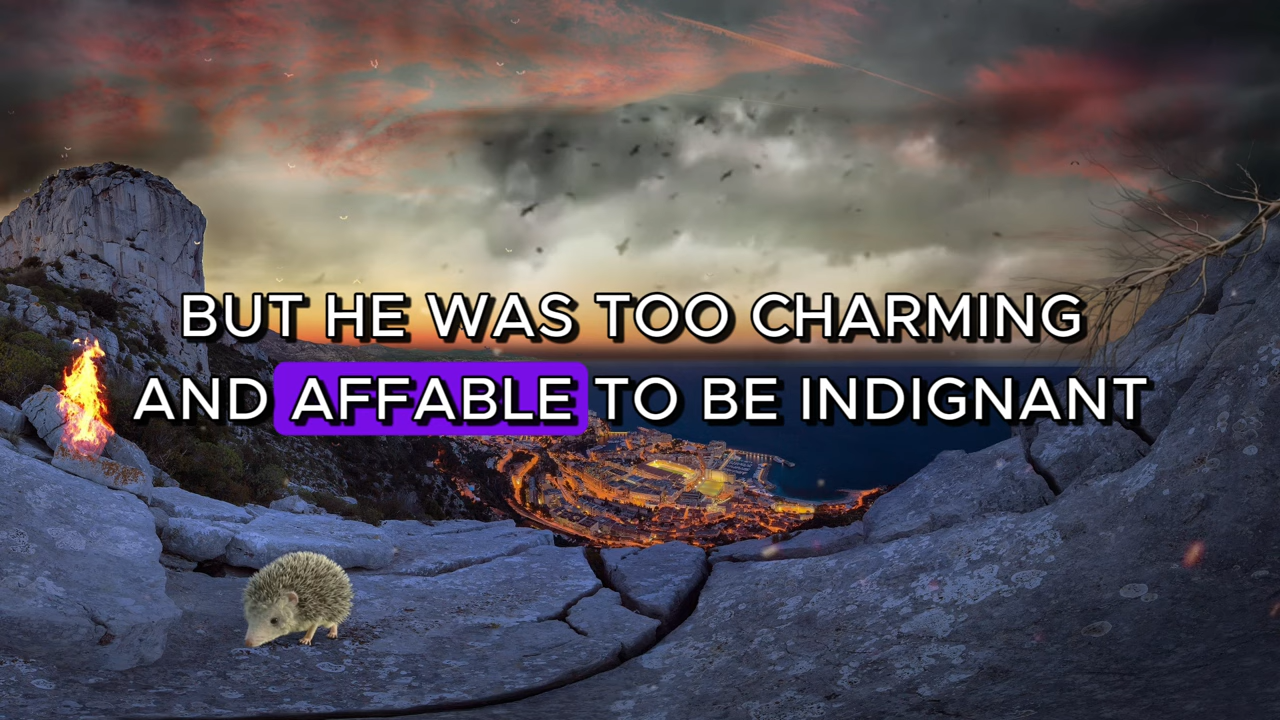 BUT HE WAS TOO CHARMING
AND AFFABLE TO BE INDIGNANT